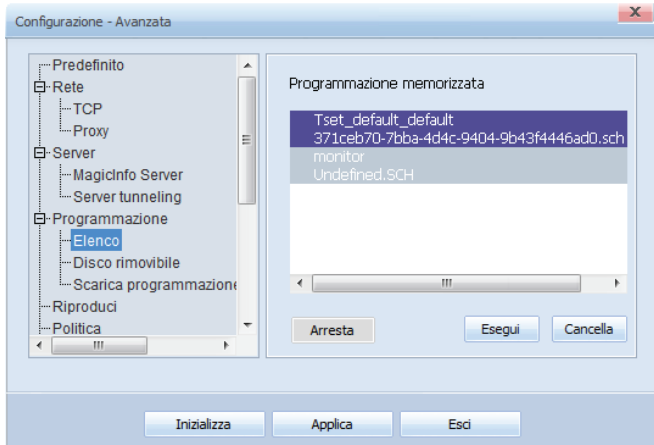 Configurazione - Avanzata
Predefinito
Rete
TCP
Proxy
Server
MagicInfo Server
Server tunneling
Programmazione
Elenco
Disco rimovibile
Scarica programmazione
Riproduci
Politica
Programmazione memorizzata
Tset_default_default
371ceb70-7bba-4d4c-9404-9b43f4446ad0.sch
monitor
Undefined.SCH
Arresta
Esegui
Cancella
Inizializza
Applica
Esci